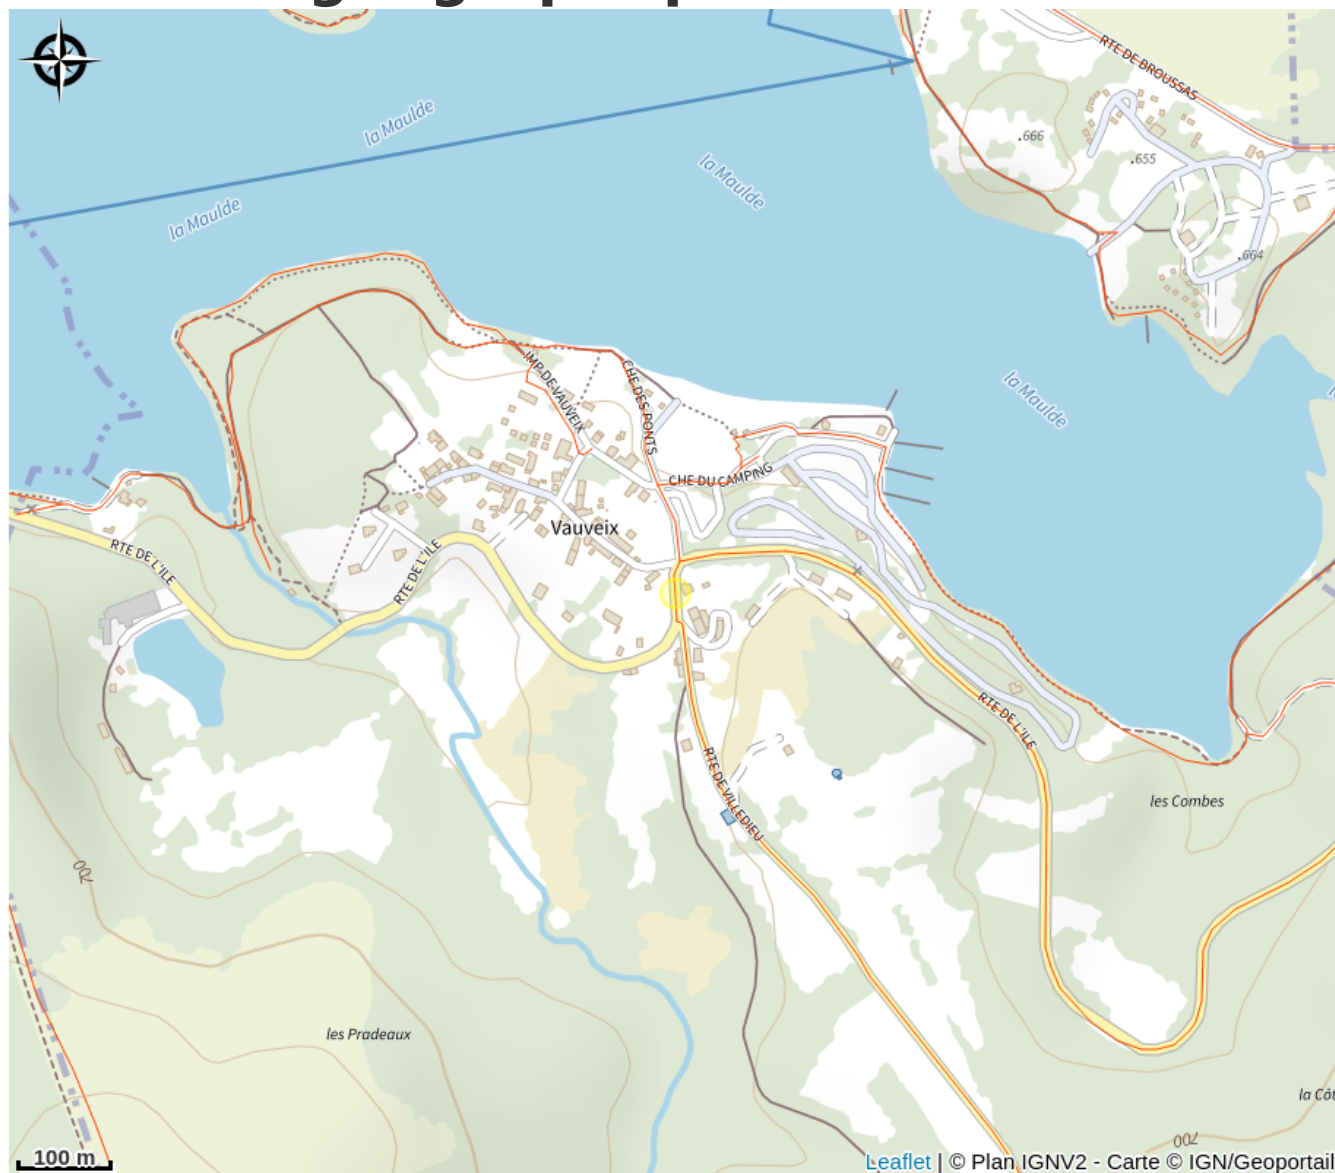 RTE DE BROUSSAS
la Maulde
.666
.655
la Maulde
la Maulde
.664
IMP. DE VAUVEIX
CHE DES PONTS
la Maulde
CHE DU CAMPING
Vauveix
RTE DE L'ILE
RTE DE L'ILE
RTE DE L'ILE
RTE DE VILLEDIEU
les Combes
700
les Pradeaux
la Côt
700
100 m
Leaflet | © Plan IGNV2 - Carte © IGN/Geoportail